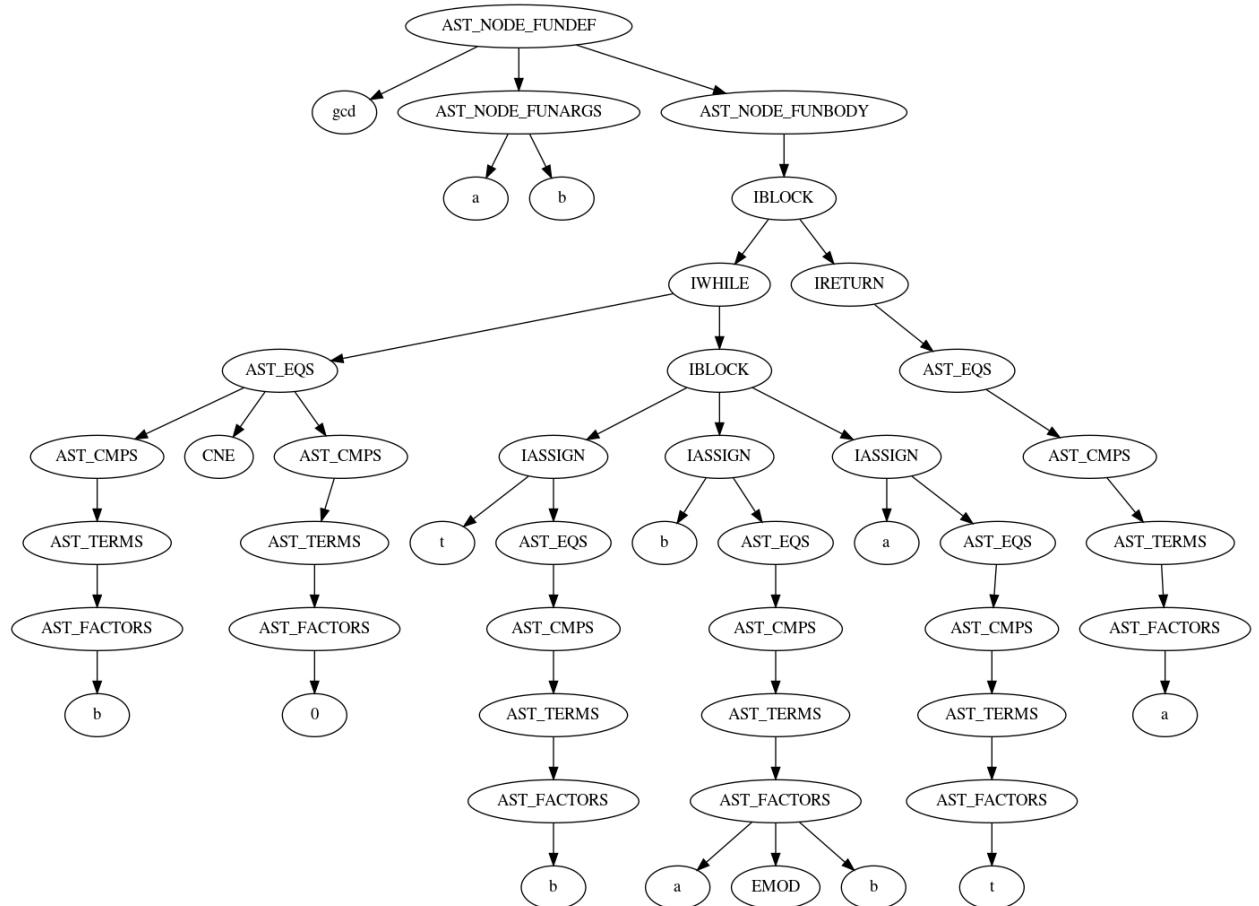 AST_NODE_FUNDEF
gcd AST_NODE_FUNARGS AST_NODE_FUNBODY
a b IBLOCK
IWHILE IRETURN
AST_EQS IBLOCK AST_EQS
AST_CMPS CNE AST_CMPS IASSIGN IASSIGN IASSIGN AST_CMPS
AST_TERMS AST_TERMS t AST_EQS b AST_EQS a AST_EQS AST_TERMS
AST_FACTORS AST_FACTORS AST_CMPS AST_CMPS AST_CMPS AST_FACTORS
b 0 AST_TERMS AST_TERMS AST_TERMS a
AST_FACTORS AST_FACTORS AST_FACTORS
b a EMOD b t